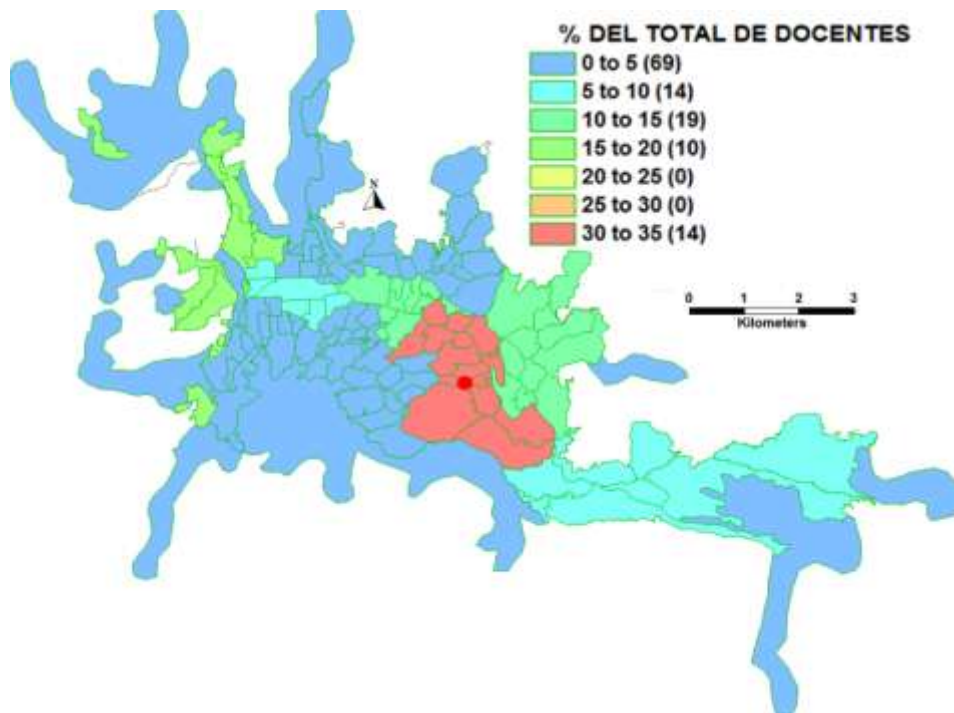 % DEL TOTAL DE DOCENTES
0 to 5 (69)
5 to 10 (14)
10 to 15 (19)
15 to 20 (10)
20 to 25 (0)
25 to 30 (0)
30 to 35 (14)
N
0 1 2 3
Kilometers